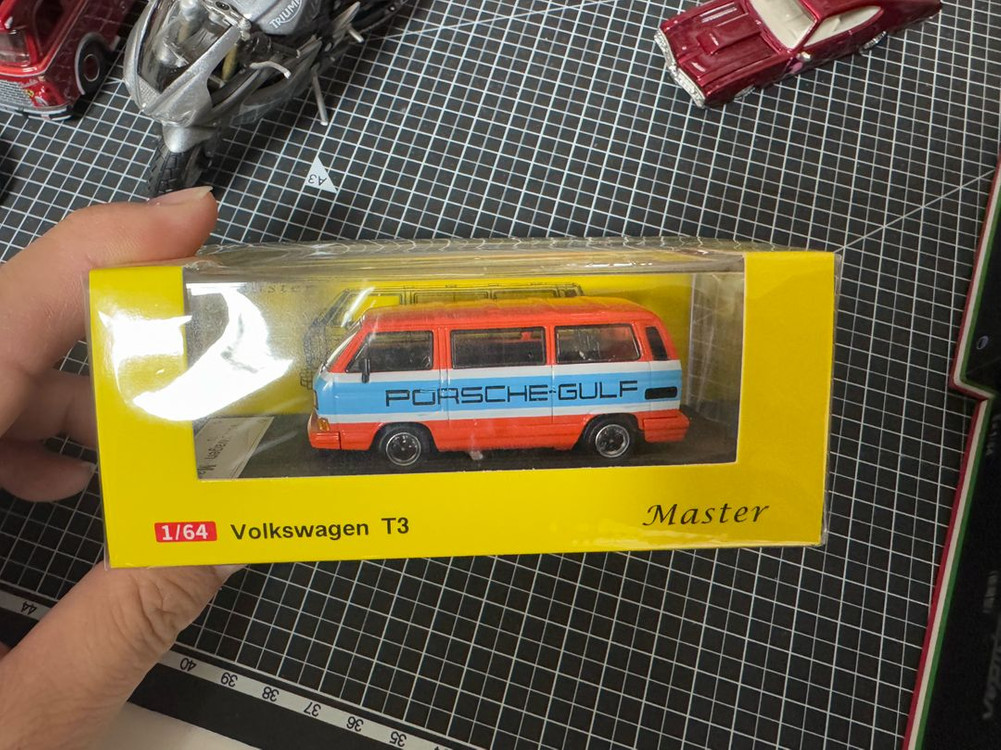 TRIUMPH
A3
PORSCHE-GULF
1/64 Volkswagen T3
Master
44
40
39
38
37
36
35